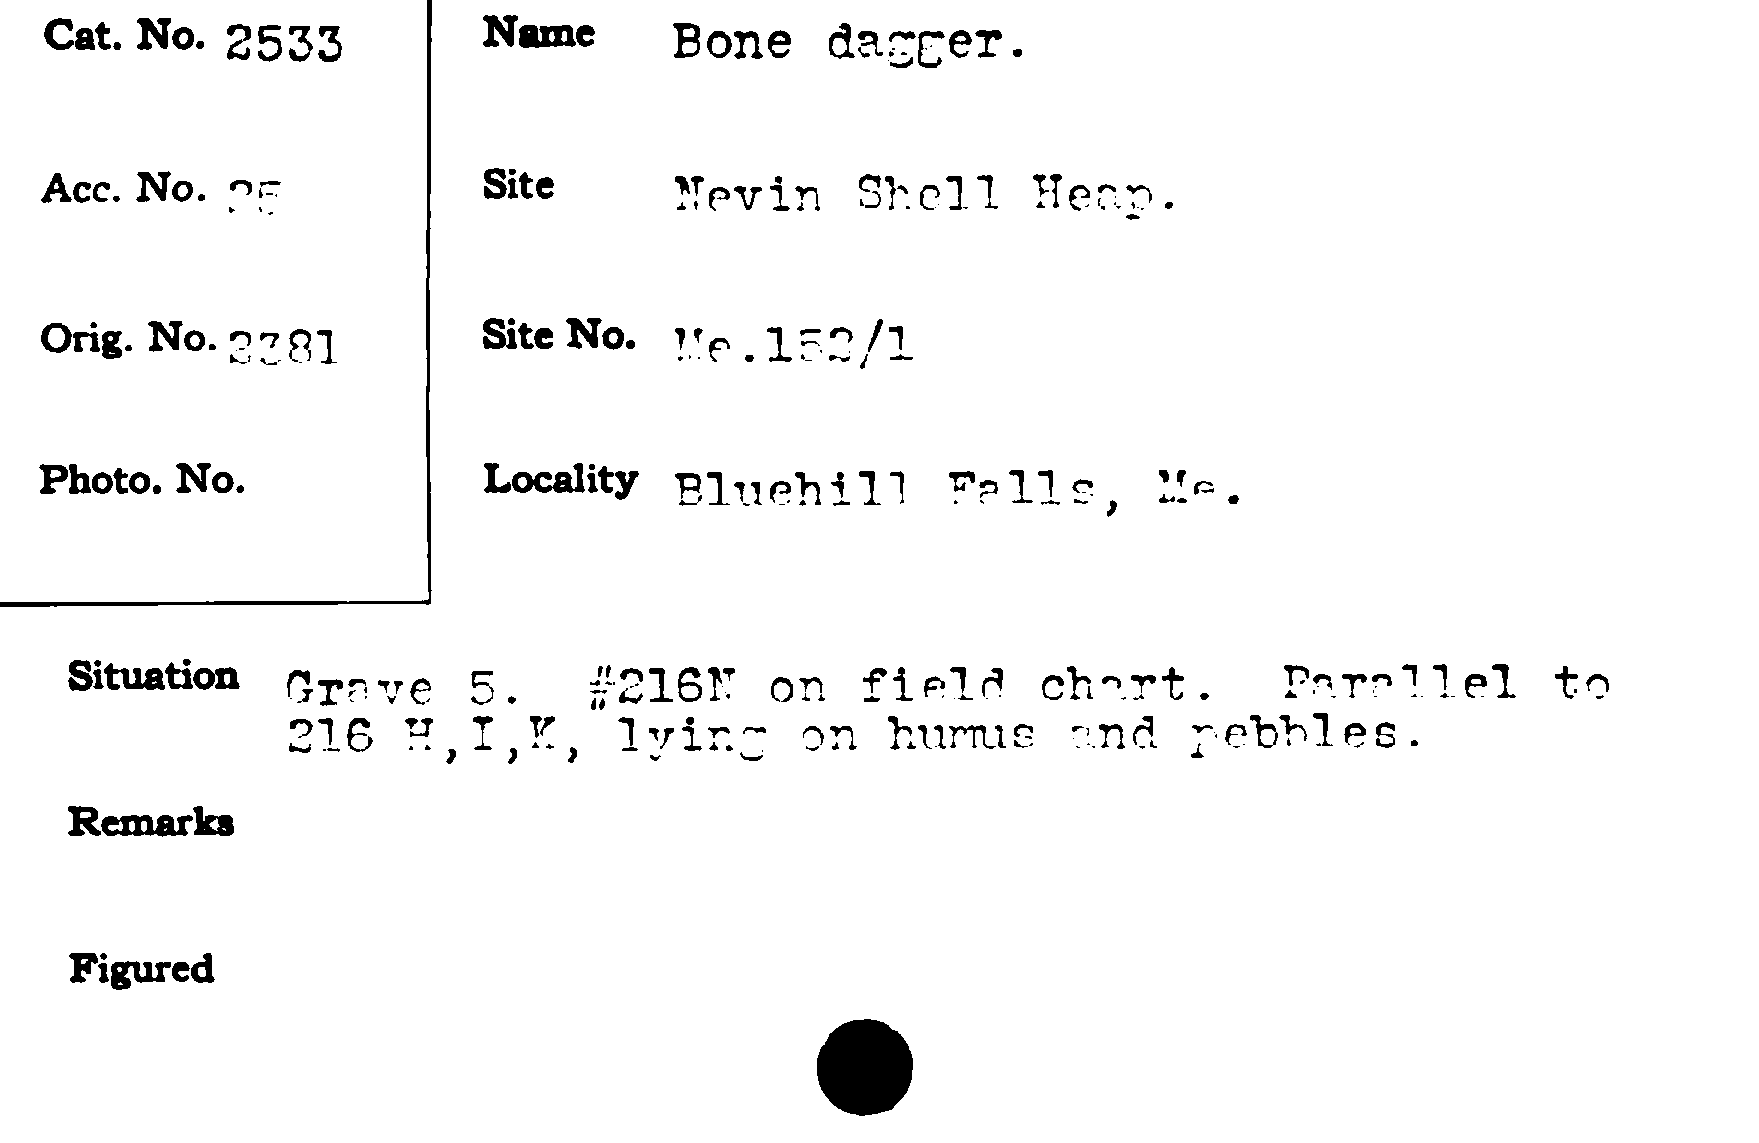 Cat. No. 2533
Name Bone dagger.
Acc. No. 25
Site Nevin Shell Heap.
Orig. No. 2381
Site No. Me.152/1
Photo. No.
Locality Bluehill Falls, Me.
Situation Grave 5. #216N on field chart. Parallel to
216 H,I,K, lying on humus and pebbles.
Remarks
Figured